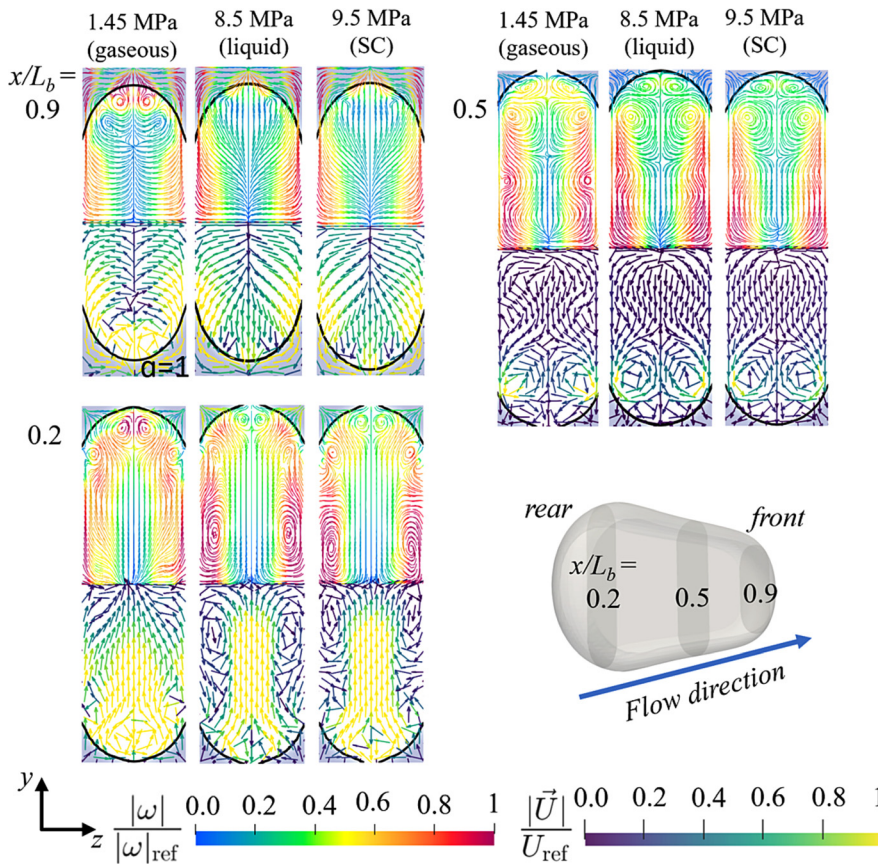 1.45 MPa 8.5 MPa 9.5 MPa
(gaseous) (liquid) (SC)
x/L_b =
0.9
α=1
1.45 MPa 8.5 MPa 9.5 MPa
(gaseous) (liquid) (SC)
0.5
0.2
rear
front
x/L_b =
0.2 0.5 0.9
Flow direction
y
z
|ω|
|ω|ref
0.0 0.2 0.4 0.6 0.8 1
|U⃗|
U_ref
0.0 0.2 0.4 0.6 0.8 1